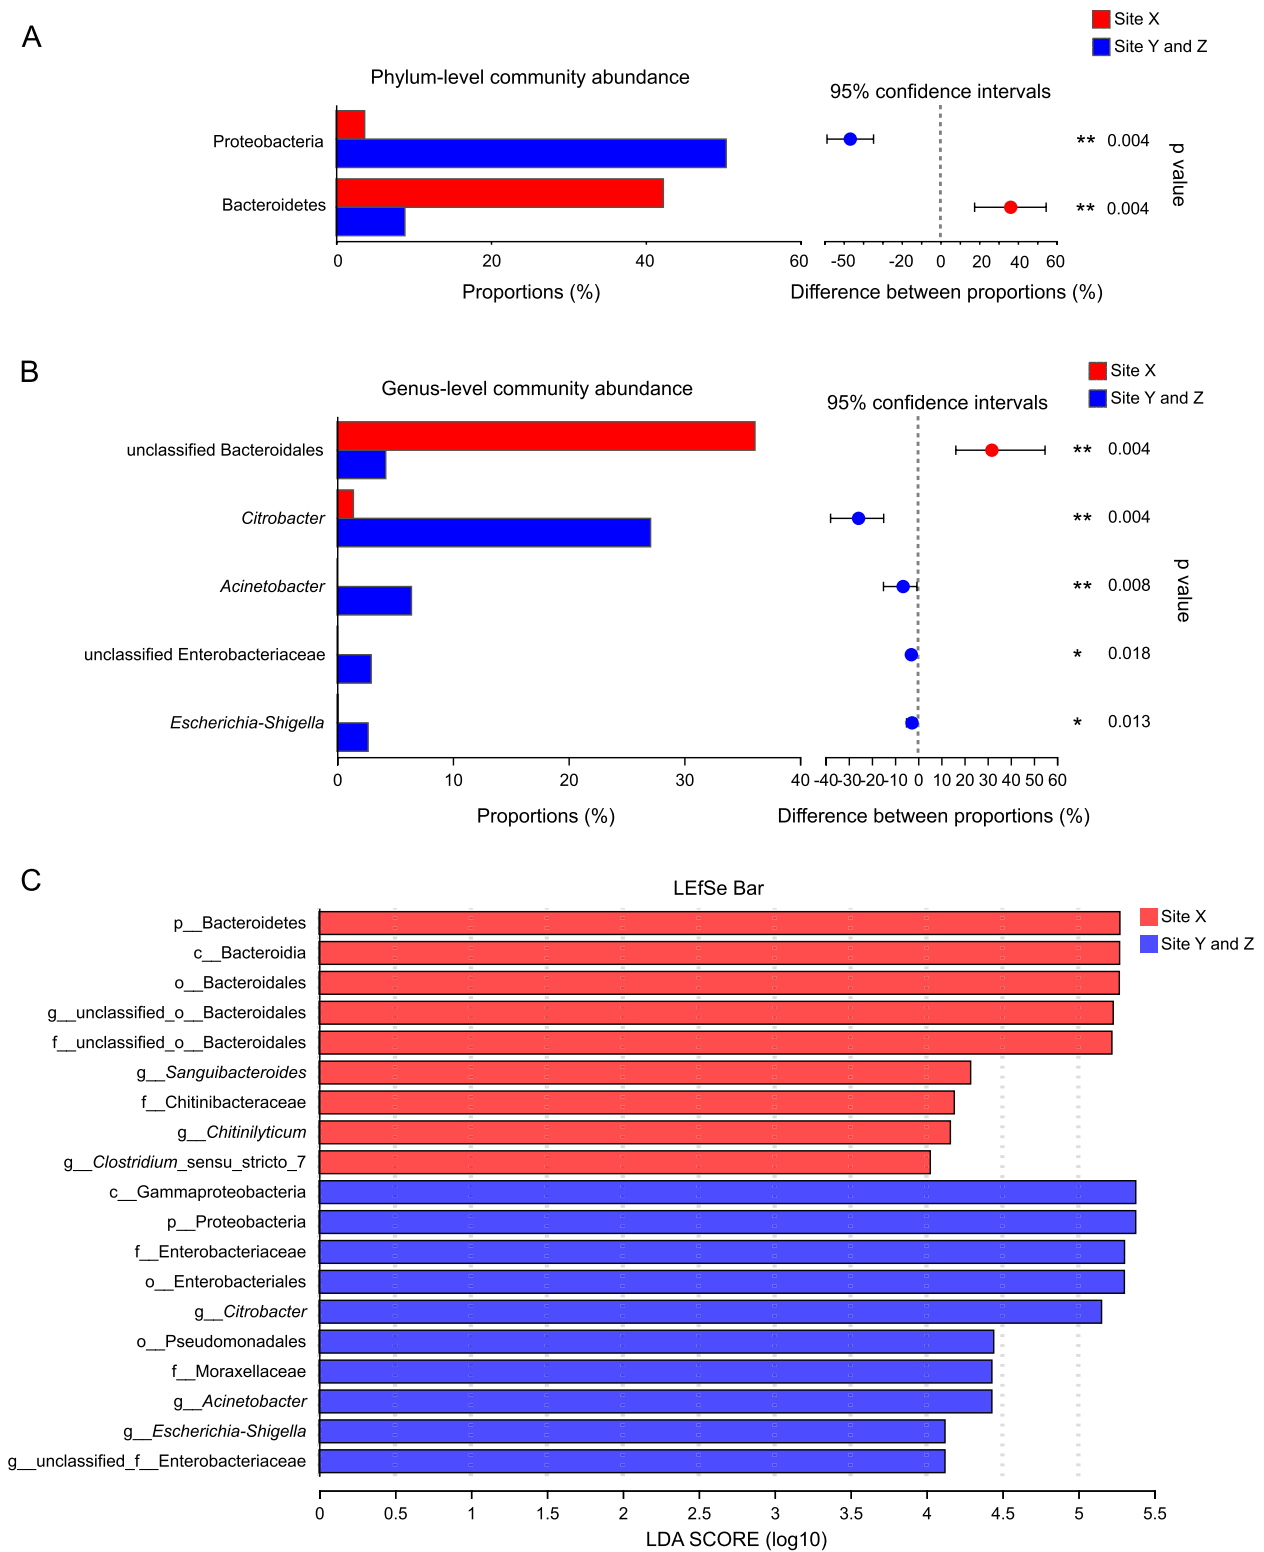 A
Site X
Site Y and Z
Phylum-level community abundance
95% confidence intervals
Proteobacteria
** 0.004
Bacteroidetes
** 0.004
p value
0 20 40 60
-50 -20 0 20 40 60
Proportions (%)
Difference between proportions (%)
B
Site X
Site Y and Z
Genus-level community abundance
95% confidence intervals
unclassified Bacteroidales
** 0.004
Citrobacter
** 0.004
Acinetobacter
** 0.008
unclassified Enterobacteriaceae
* 0.018
Escherichia-Shigella
* 0.013
p value
0 10 20 30 40
-40 -30 -20 -10 0 10 20 30 40 50 60
Proportions (%)
Difference between proportions (%)
C
LEfSe Bar
Site X
Site Y and Z
p__Bacteroidetes
c__Bacteroidia
o__Bacteroidales
g__unclassified_o__Bacteroidales
f__unclassified_o__Bacteroidales
g__Sanguibacteroides
f__Chitinibacteraceae
g__Chitinilyticum
g__Clostridium_sensu_stricto_7
c__Gammaproteobacteria
p__Proteobacteria
f__Enterobacteriaceae
o__Enterobacteriales
g__Citrobacter
o__Pseudomonadales
f__Moraxellaceae
g__Acinetobacter
g__Escherichia-Shigella
g__unclassified_f__Enterobacteriaceae
0 0.5 1 1.5 2 2.5 3 3.5 4 4.5 5 5.5
LDA SCORE (log10)